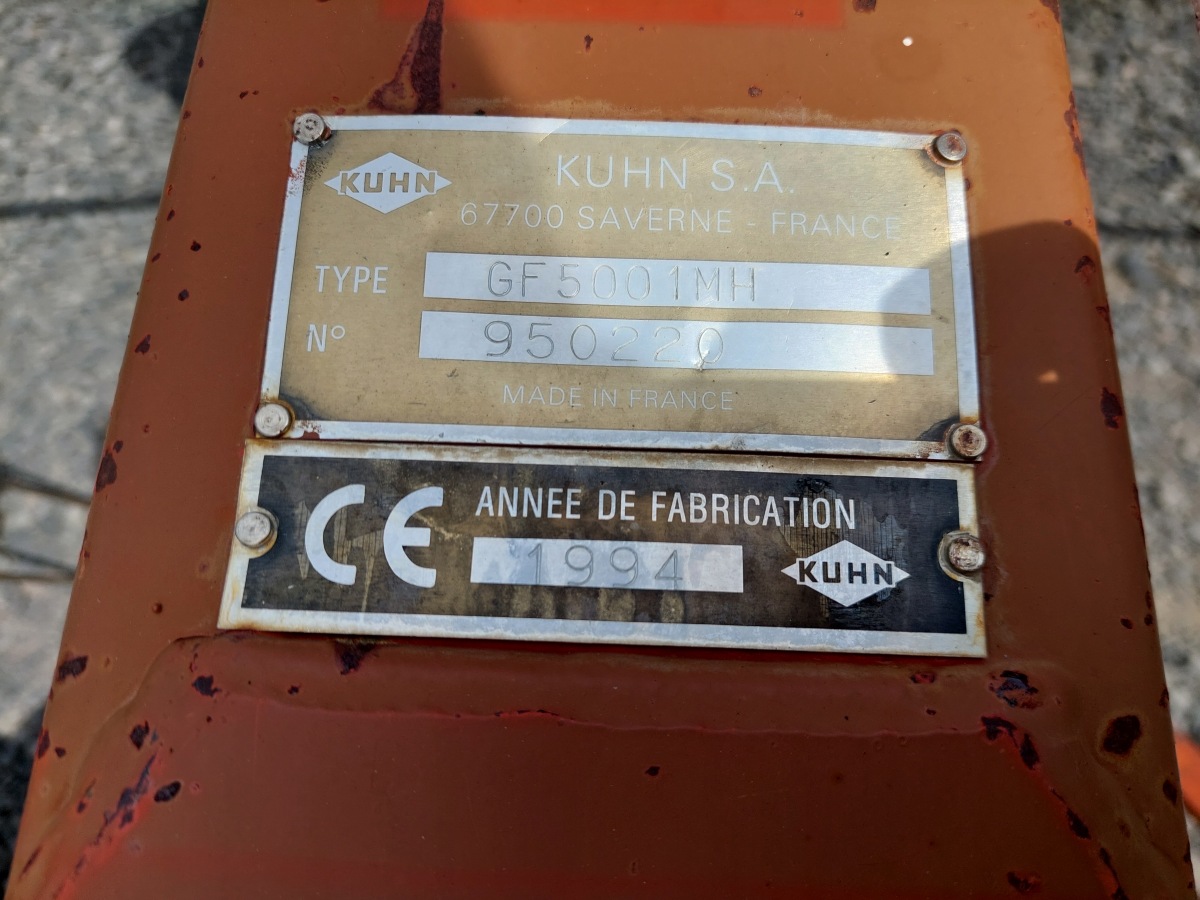 KUHN
KUHN S.A.
67700 SAVERNE - FRANCE
TYPE GF5001MH
N° 950220
MADE IN FRANCE
CE
ANNEE DE FABRICATION
1994
KUHN